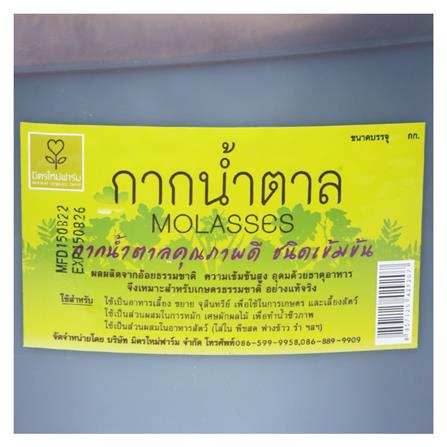 ขนาดบรรจุ กก.
มิตรใหม่ฟาร์ม
กากน้ำตาล
MOLASSES
MFD150822
EXP150826
กากน้ำตาลคุณภาพดี ชนิดเข้มข้น
ผลผลิตจากอ้อยธรรมชาติ ความเข้มข้นสูง อุดมด้วยธาตุอาหาร
จึงเหมาะสำหรับเกษตรธรรมชาติ อย่างแท้จริง
ใช้สำหรับ ใช้เป็นอาหารเลี้ยง ขยาย จุลินทรีย์ เพื่อใช้ในการเกษตร และเลี้ยงสัตว์
ใช้เป็นส่วนผสมในการหมัก เศษผักผลไม้ เพื่อทำน้ำชีวภาพ
ใช้เป็นส่วนผสมในอาหารสัตว์ (ใส่ใน พืชสด ฟางข้าว รำ ฯลฯ)
จัดจำหน่ายโดย บริษัท มิตรใหม่ฟาร์ม จำกัด โทรศัพท์086-599-9958,086-889-9909